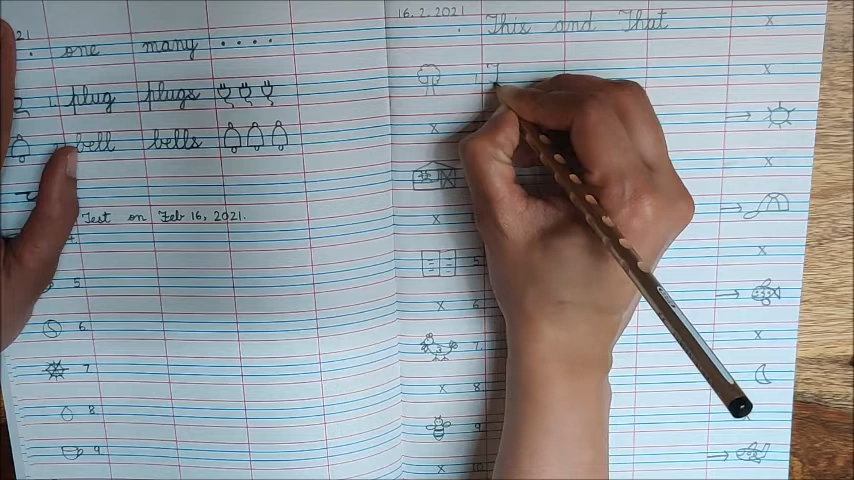 21
. one many . . . .
1. plug plugs
bell bells
Test on Feb 16, 2021.
5
6
7
8
9
16.2.2021
. This and That
1. T
x
x
x
x
x
5
x 6
x
7.
x 8
x
9
x 10